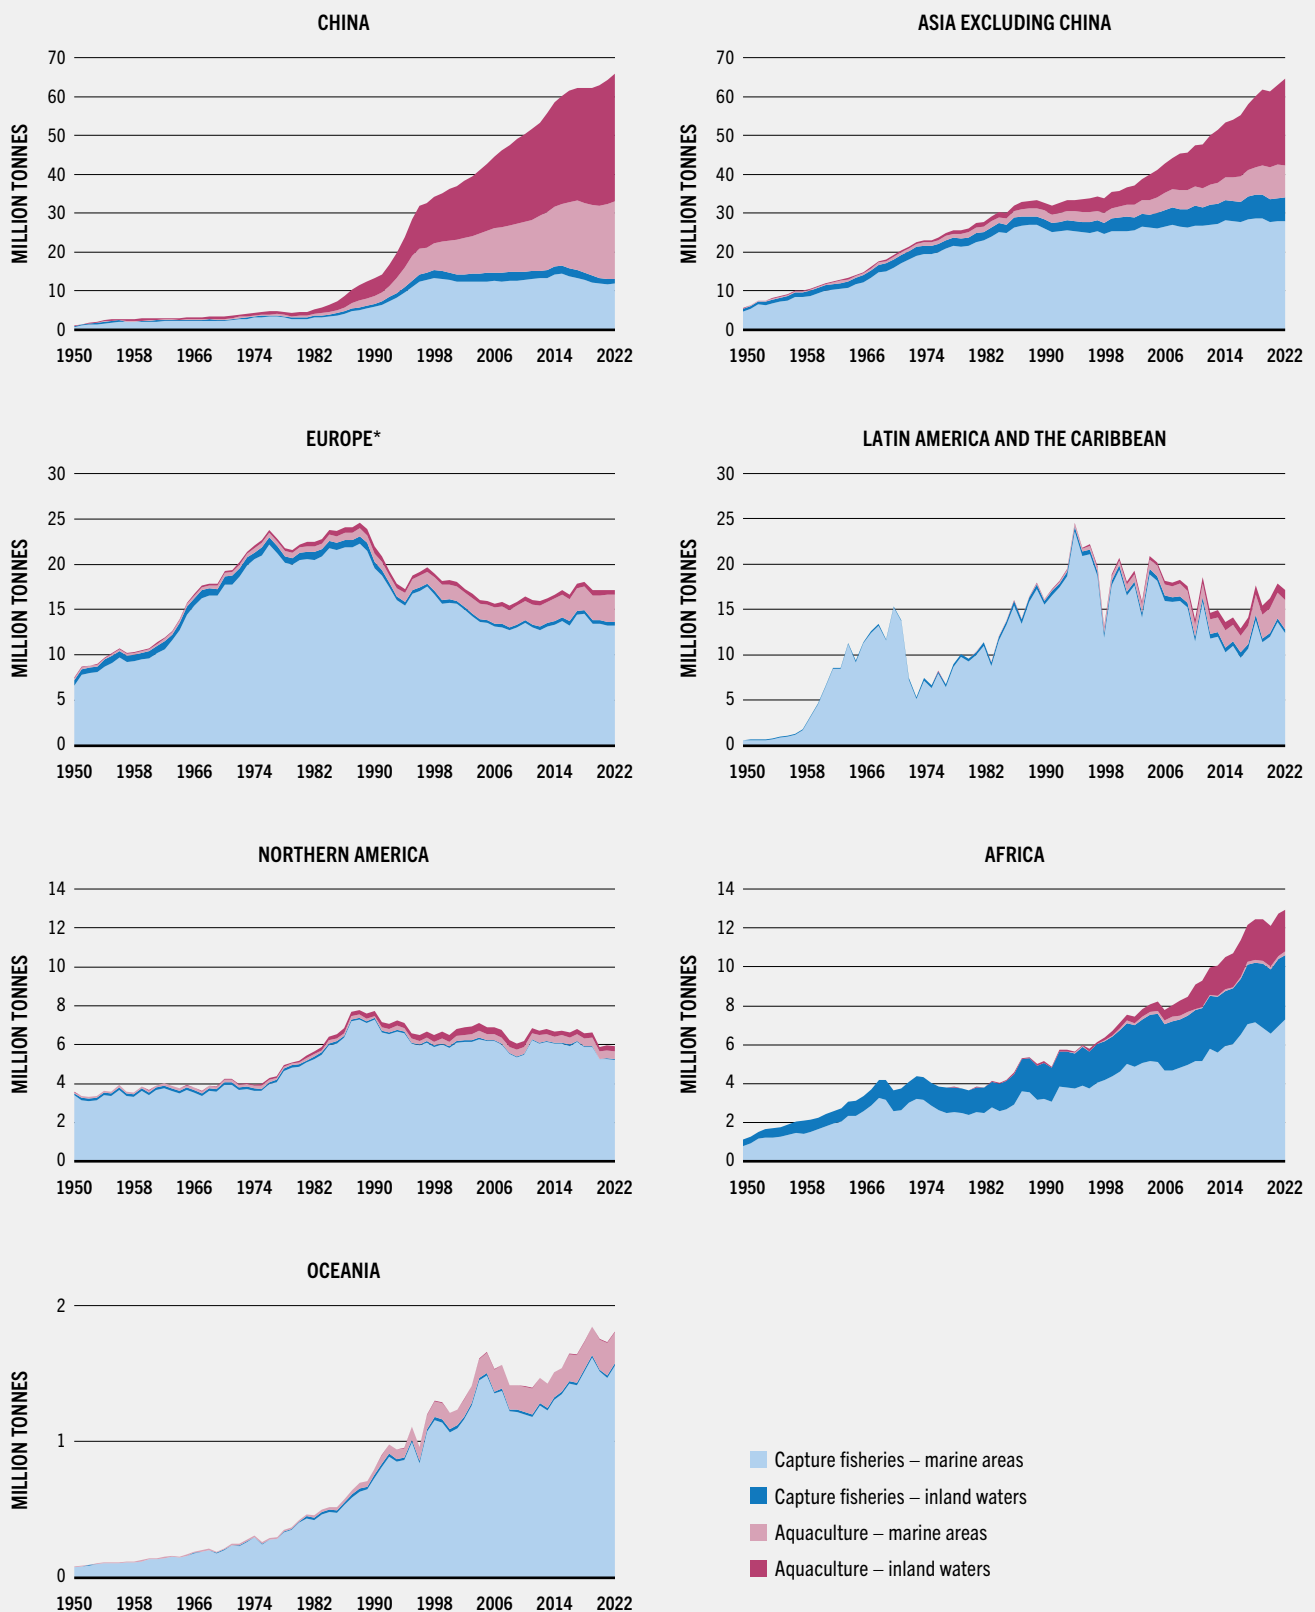 CHINA
MILLION TONNES
70
60
50
40
30
20
10
0
1950 1958 1966 1974 1982 1990 1998 2006 2014 2022
ASIA EXCLUDING CHINA
MILLION TONNES
70
60
50
40
30
20
10
0
1950 1958 1966 1974 1982 1990 1998 2006 2014 2022
EUROPE*
MILLION TONNES
30
25
20
15
10
5
0
1950 1958 1966 1974 1982 1990 1998 2006 2014 2022
LATIN AMERICA AND THE CARIBBEAN
MILLION TONNES
30
25
20
15
10
5
0
1950 1958 1966 1974 1982 1990 1998 2006 2014 2022
NORTHERN AMERICA
MILLION TONNES
14
12
10
8
6
4
2
0
1950 1958 1966 1974 1982 1990 1998 2006 2014 2022
AFRICA
MILLION TONNES
14
12
10
8
6
4
2
0
1950 1958 1966 1974 1982 1990 1998 2006 2014 2022
OCEANIA
MILLION TONNES
2
1
0
1950 1958 1966 1974 1982 1990 1998 2006 2014 2022
Capture fisheries – marine areas
Capture fisheries – inland waters
Aquaculture – marine areas
Aquaculture – inland waters